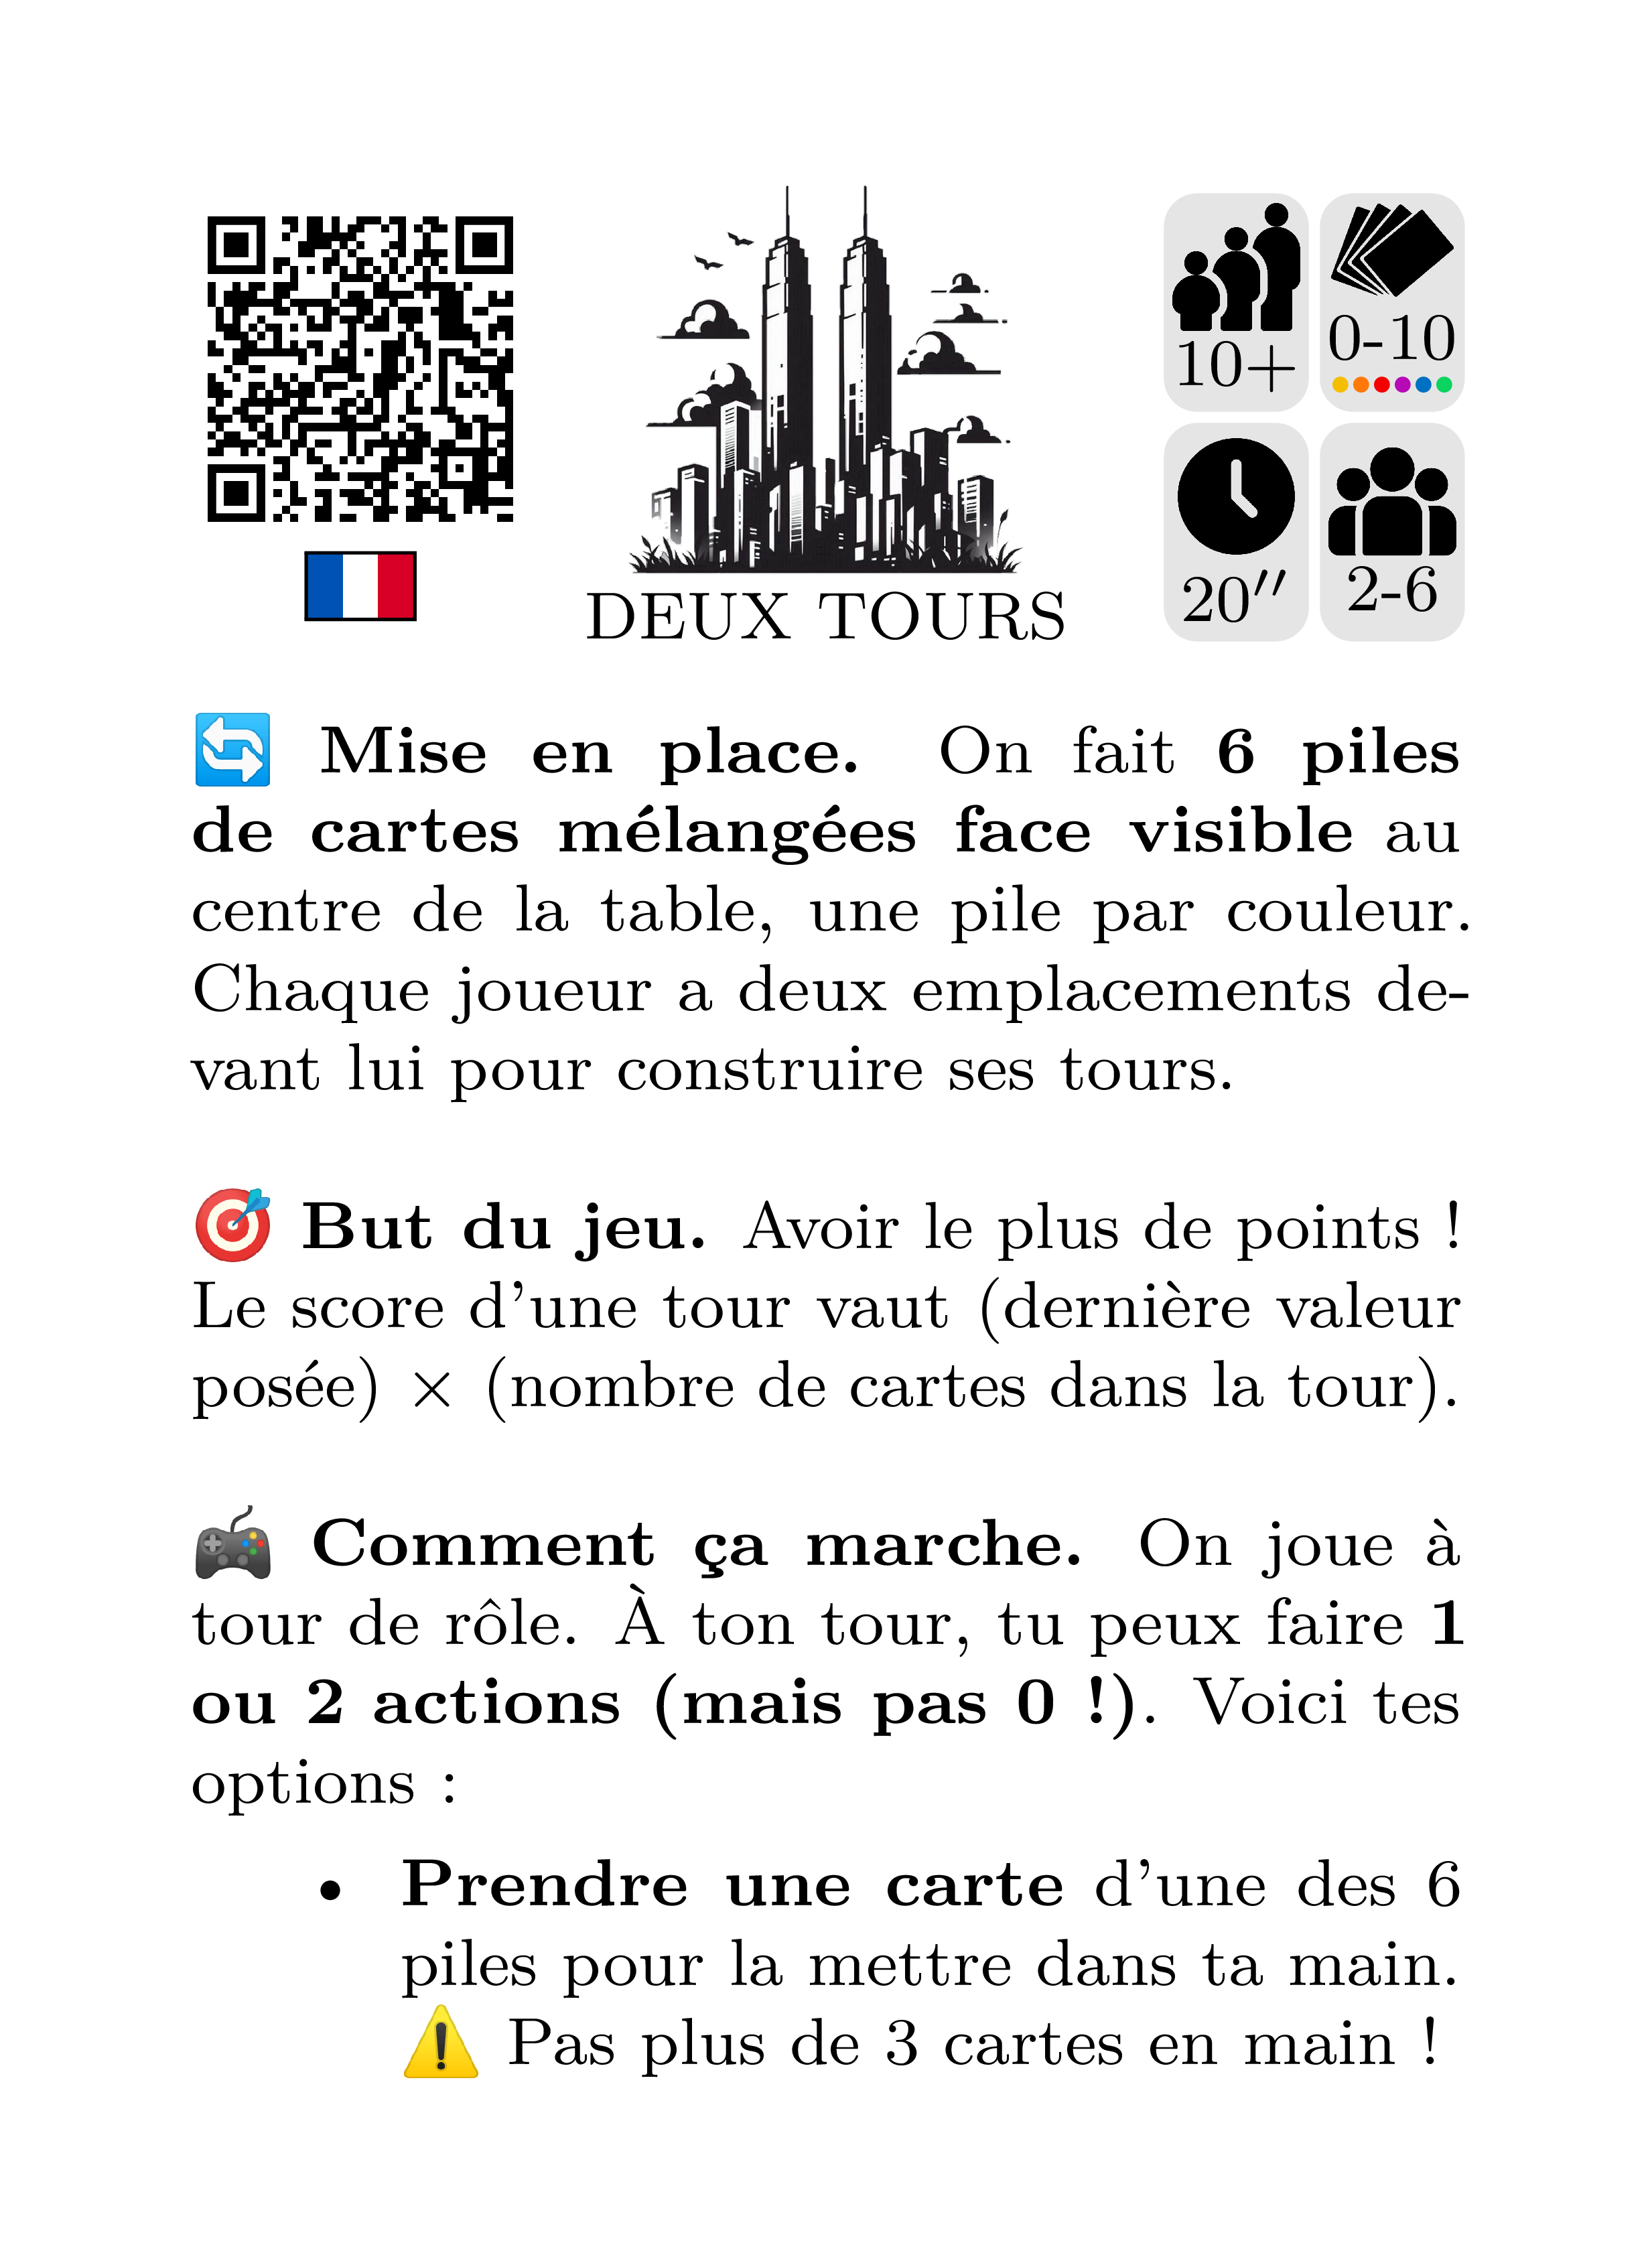 DEUX TOURS
10+
0-10
20′′
2-6
Mise en place. On fait 6 piles
de cartes mélangées face visible au
centre de la table, une pile par couleur.
Chaque joueur a deux emplacements de-
vant lui pour construire ses tours.
But du jeu. Avoir le plus de points !
Le score d’une tour vaut (dernière valeur
posée) × (nombre de cartes dans la tour).
Comment ça marche. On joue à
tour de rôle. À ton tour, tu peux faire 1
ou 2 actions (mais pas 0 !). Voici tes
options :
• Prendre une carte d’une des 6
piles pour la mettre dans ta main.
⚠️ Pas plus de 3 cartes en main !